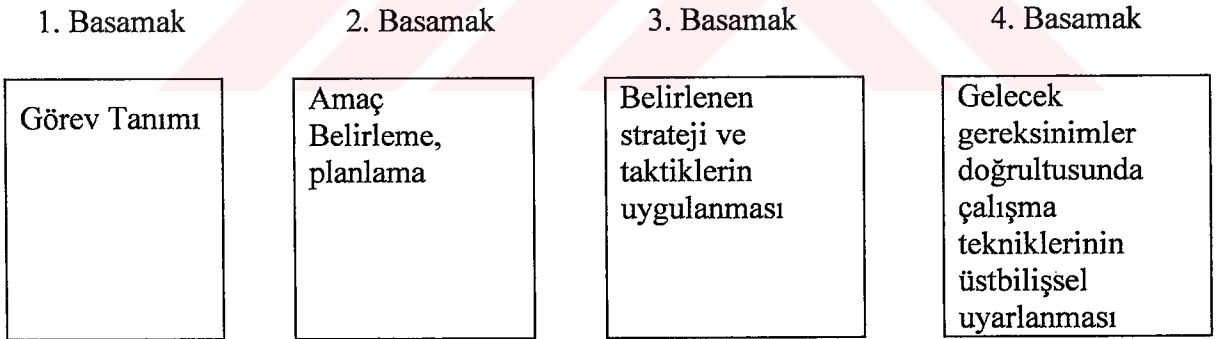 1. Basamak
2. Basamak
3. Basamak
4. Basamak
Görev Tanımı
Amaç
Belirleme,
planlama
Belirlenen
strateji ve
taktiklerin
uygulanması
Gelecek
gereksinimler
doğrultusunda
çalışma
tekniklerinin
üstbilişsel
uyarlanması